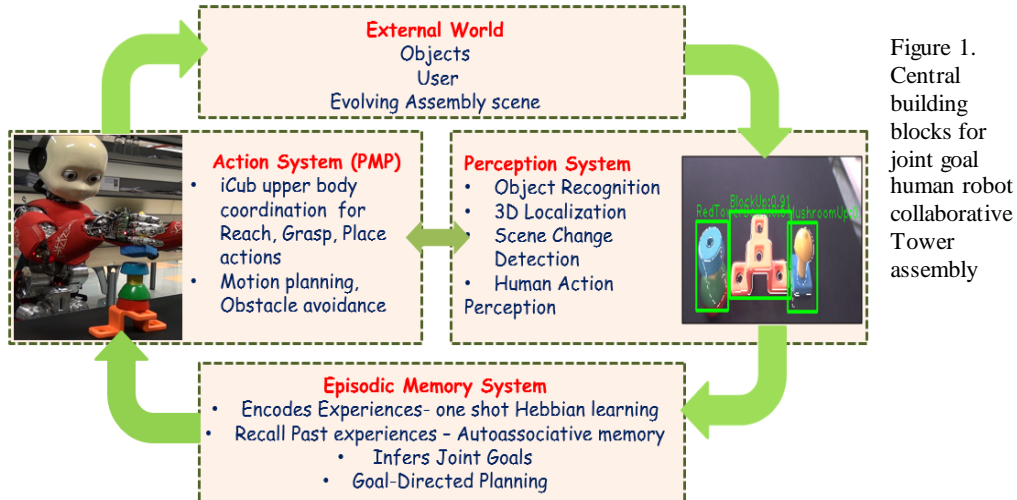 External World
Objects
User
Evolving Assembly scene
Figure 1.
Central
building
blocks for
joint goal
human robot
collaborative
Tower
assembly
Action System (PMP)
• iCub upper body
coordination for
Reach, Grasp, Place
actions
• Motion planning,
Obstacle avoidance
Perception System
• Object Recognition
• 3D Localization
• Scene Change
Detection
• Human Action
Perception
BlockUp:0.91
Episodic Memory System
• Encodes Experiences- one shot Hebbian learning
• Recall Past experiences – Autoassociative memory
• Infers Joint Goals
• Goal-Directed Planning